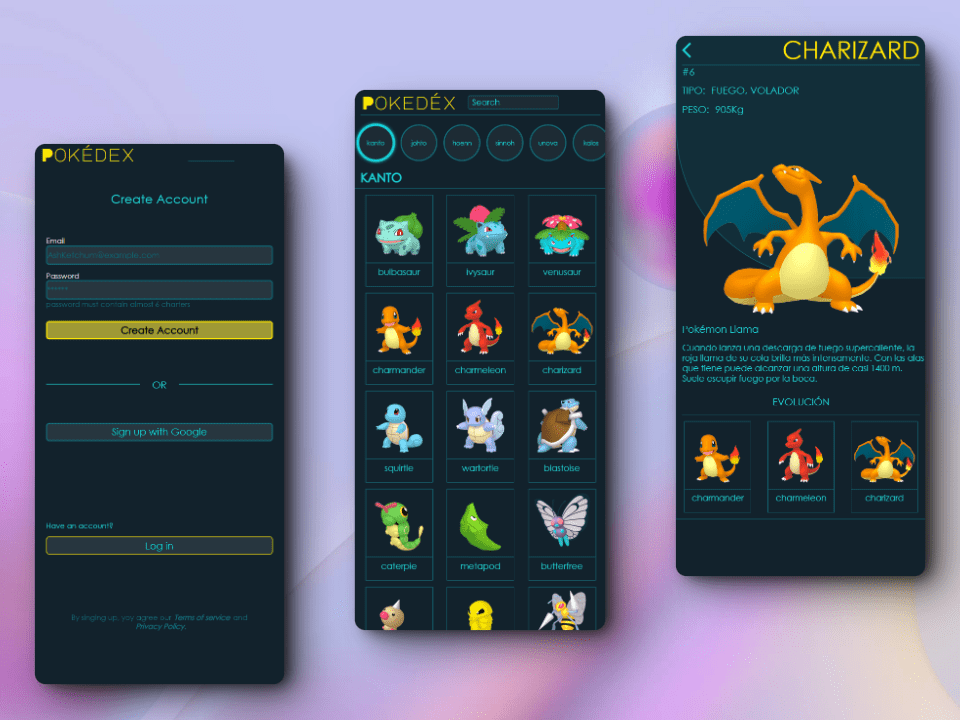 POKÉDEX
Create Account
Email
AshKetchum@example.com
Password
******
password must contain almost 6 charters
Create Account
OR
Sign up with Google
Have an account?
Log in
By singing up, yoy agree our Terms of service and
Privacy Policy.
POKEDÉX
Search
kanto
johto
hoenn
sinnoh
unova
kalos
KANTO
bulbasaur
ivysaur
venusaur
charmander
charmeleon
charizard
squirtle
wartortle
blastoise
caterpie
metapod
butterfree
CHARIZARD
#6
TIPO: FUEGO, VOLADOR
PESO: 905Kg
Pokémon Llama
Cuando lanza una descarga de fuego supercaliente, la
roja llama de su cola brilla más intensamente. Con las alas
que tiene puede alcanzar una altura de casi 1400 m.
Suele escupir fuego por la boca.
EVOLUCIÓN
charmander
charmeleon
charizard